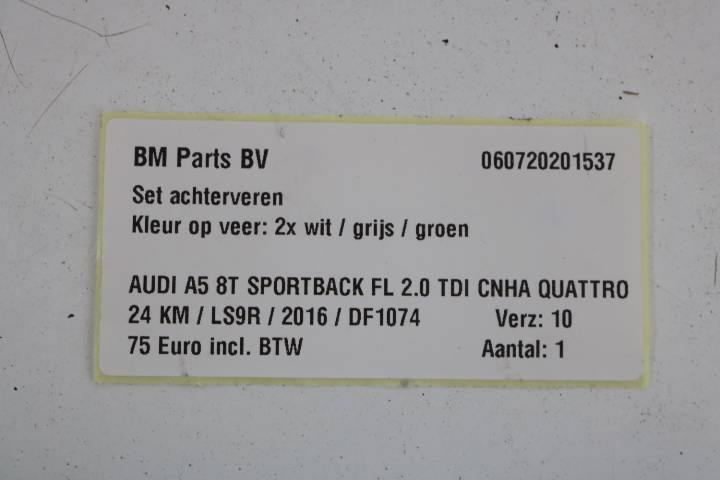 BM Parts BV 060720201537
Set achterveren
Kleur op veer: 2x wit / grijs / groen
AUDI A5 8T SPORTBACK FL 2.0 TDI CNHA QUATTRO
24 KM / LS9R / 2016 / DF1074 Verz: 10
75 Euro incl. BTW Aantal: 1